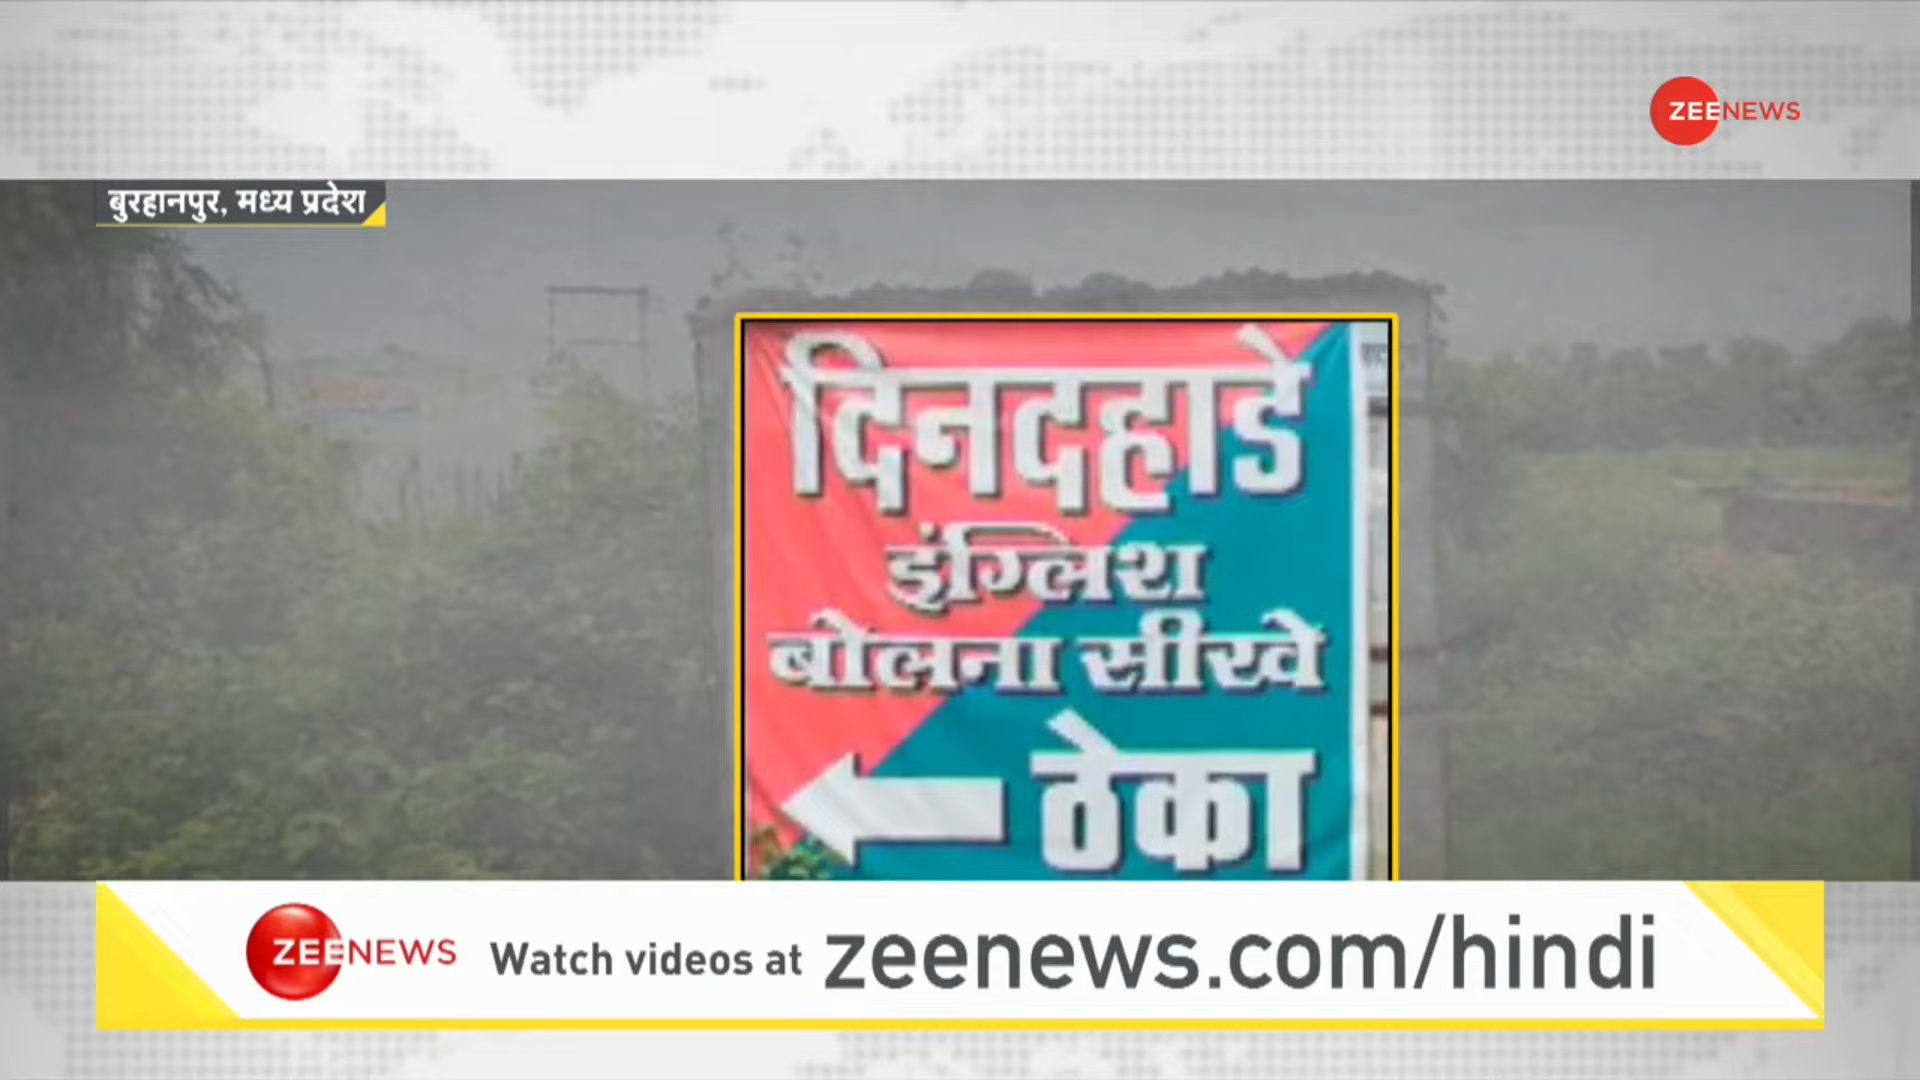 ZEENEWS
बुरहानपुर, मध्य प्रदेश
दिनदहाडे
इंग्लिश
बोलना सीखे
ठेका
ZEENEWS Watch videos at zeenews.com/hindi